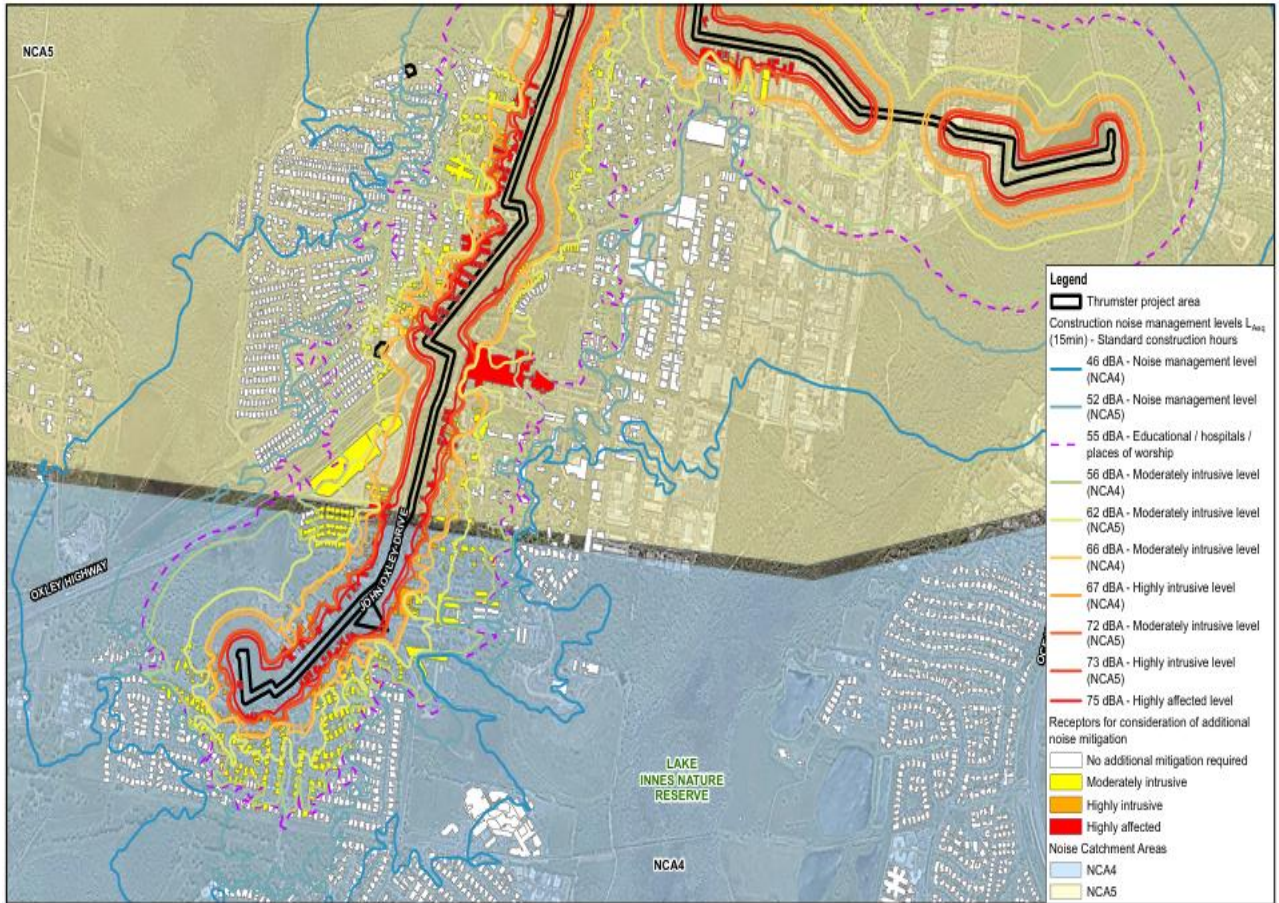 NCA5
OXLEY HIGHWAY
JOHN OXLEY DRIVE
LAKE
INNES NATURE
RESERVE
NCA4
Legend
Thrumster project area
Construction noise management levels LAeq
(15min) - Standard construction hours
46 dBA - Noise management level
(NCA4)
52 dBA - Noise management level
(NCA5)
55 dBA - Educational / hospitals /
places of worship
56 dBA - Moderately intrusive level
(NCA4)
62 dBA - Moderately intrusive level
(NCA5)
66 dBA - Moderately intrusive level
(NCA4)
67 dBA - Highly intrusive level
(NCA4)
72 dBA - Moderately intrusive level
(NCA5)
73 dBA - Highly intrusive level
(NCA5)
75 dBA - Highly affected level
Receptors for consideration of additional
noise mitigation
No additional mitigation required
Moderately intrusive
Highly intrusive
Highly affected
Noise Catchment Areas
NCA4
NCA5